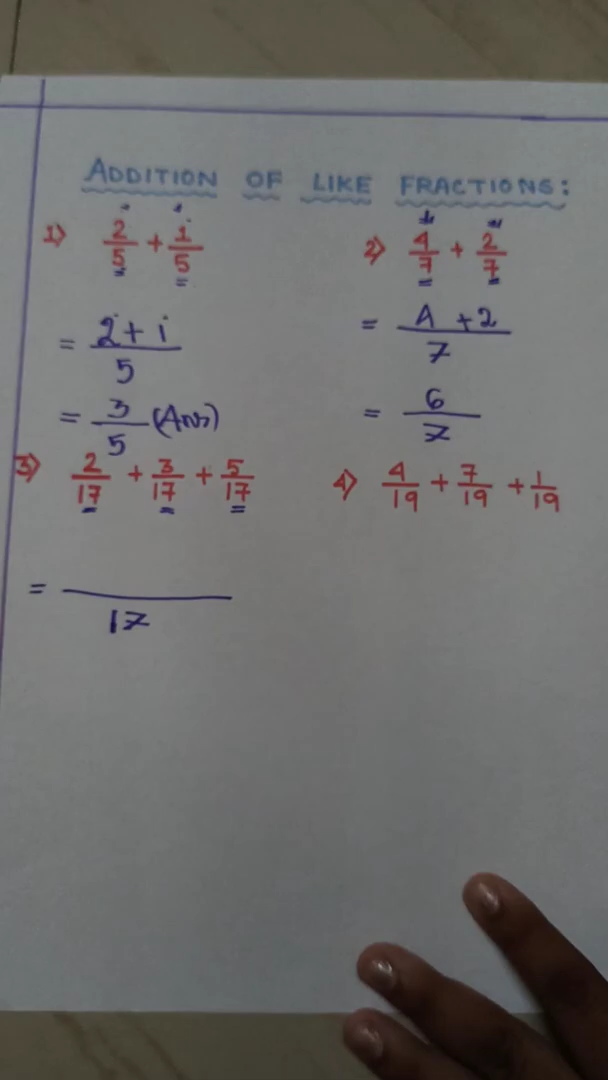 ADDITION OF LIKE FRACTIONS:
1) 2/5 + 1/5
= 2+1/5
= 3/5 (Ans)
2) 4/7 + 2/7
= 4+2/7
= 6/7
3) 2/17 + 3/17 + 5/17
= /17
4) 4/19 + 7/19 + 1/19